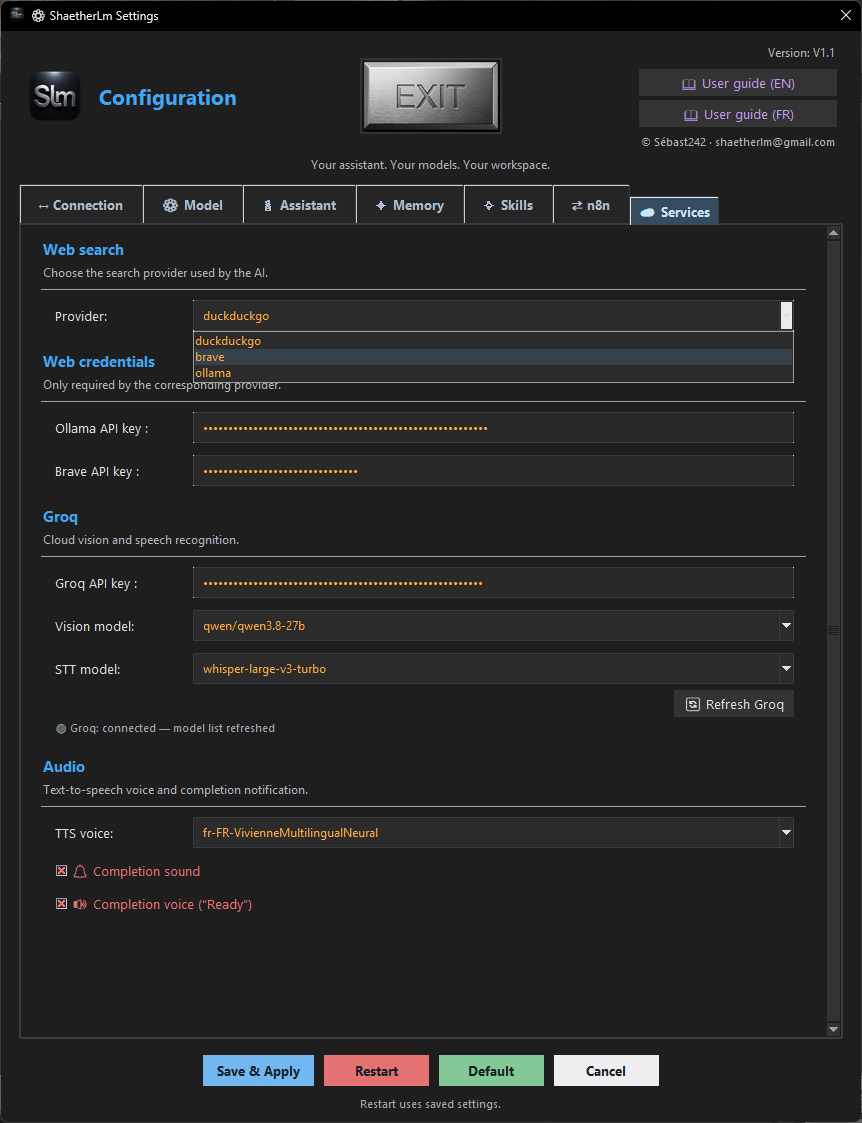 ShaetherLm Settings
Version: V1.1
Slm
Configuration
EXIT
User guide (EN)
User guide (FR)
© Sébast242 · shaetherlm@gmail.com
Your assistant. Your models. Your workspace.
Connection Model Assistant Memory Skills n8n Services
Web search
Choose the search provider used by the AI.
Provider: duckduckgo
duckduckgo
brave
ollama
Web credentials
Only required by the corresponding provider.
Ollama API key :
Brave API key :
Groq
Cloud vision and speech recognition.
Groq API key :
Vision model: qwen/qwen3.8-27b
STT model: whisper-large-v3-turbo
Refresh Groq
Groq: connected — model list refreshed
Audio
Text-to-speech voice and completion notification.
TTS voice: fr-FR-VivienneMultilingualNeural
Completion sound
Completion voice ("Ready")
Save & Apply Restart Default Cancel
Restart uses saved settings.